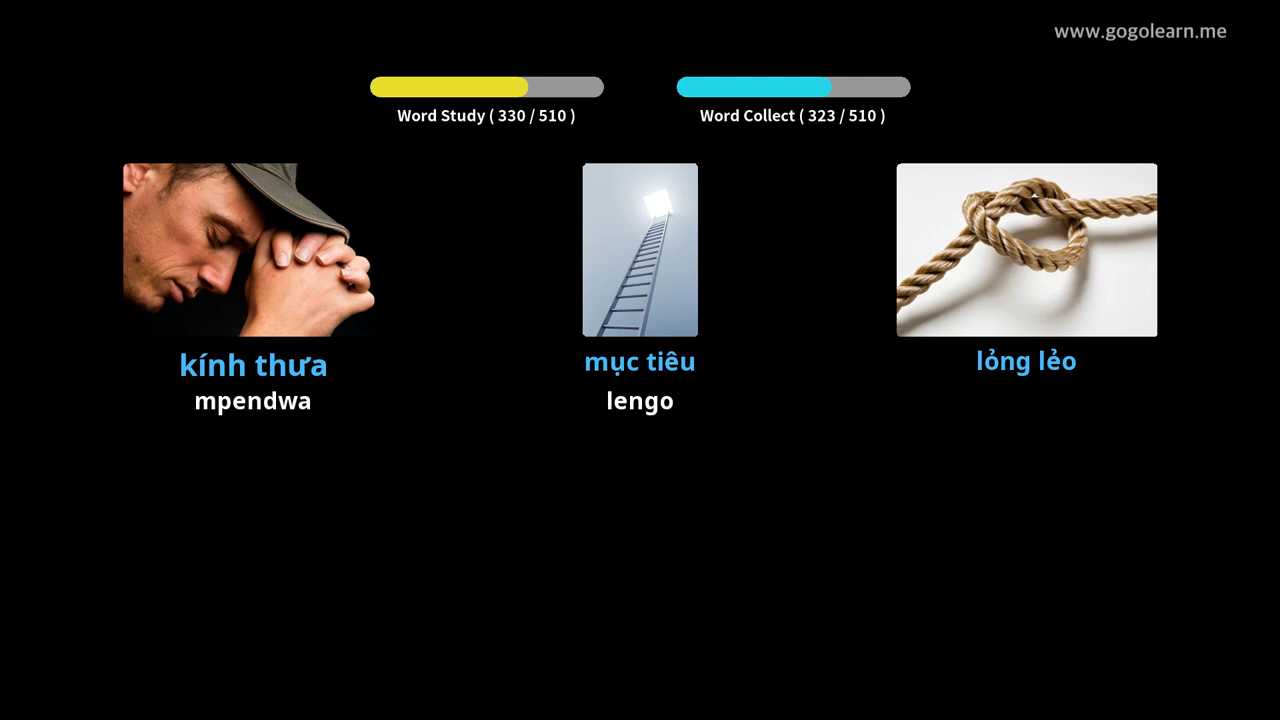 www.gogolearn.me
Word Study ( 330 / 510 )
Word Collect ( 323 / 510 )
kính thưa
mpendwa
mục tiêu
lengo
lỏng lẻo